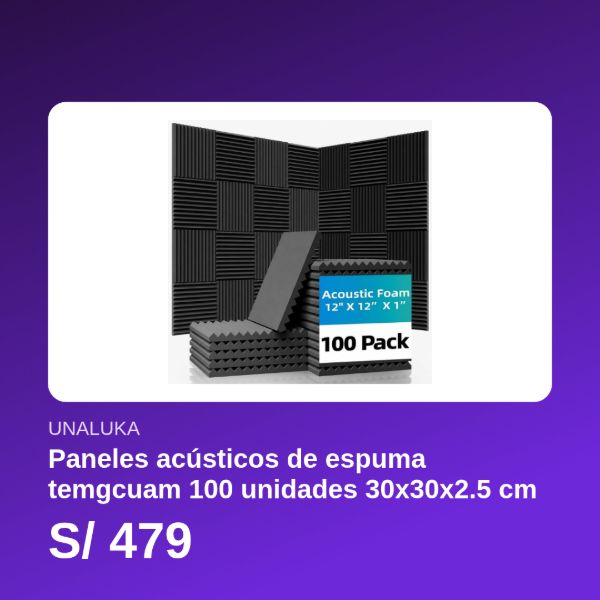 Acoustic Foam
12" X 12" X 1"
100 Pack
UNALUKA
Paneles acústicos de espuma
temgcuam 100 unidades 30x30x2.5 cm
S/ 479